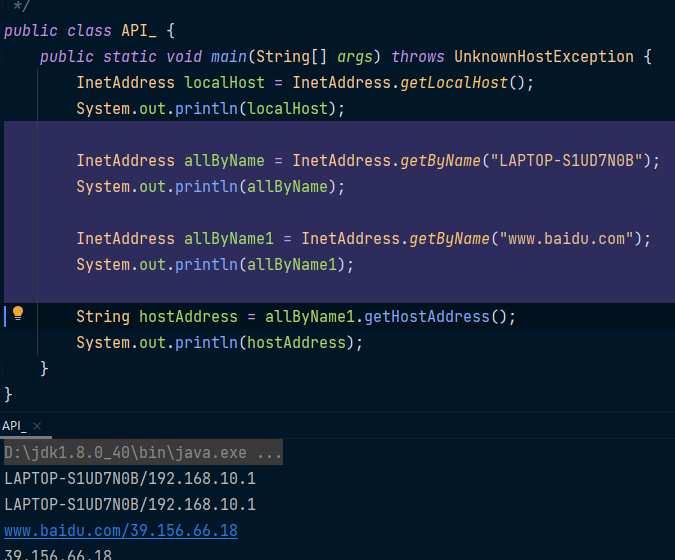 */
public class API_ {
public static void main(String[] args) throws UnknownHostException {
InetAddress localHost = InetAddress.getLocalHost();
System.out.println(localHost);
InetAddress allByName = InetAddress.getByName("LAPTOP-S1UD7N0B");
System.out.println(allByName);
InetAddress allByName1 = InetAddress.getByName("www.baidu.com");
System.out.println(allByName1);
String hostAddress = allByName1.getHostAddress();
System.out.println(hostAddress);
}
}
API_ ×
D:\jdk1.8.0_40\bin\java.exe ...
LAPTOP-S1UD7N0B/192.168.10.1
LAPTOP-S1UD7N0B/192.168.10.1
www.baidu.com/39.156.66.18
39.156.66.18